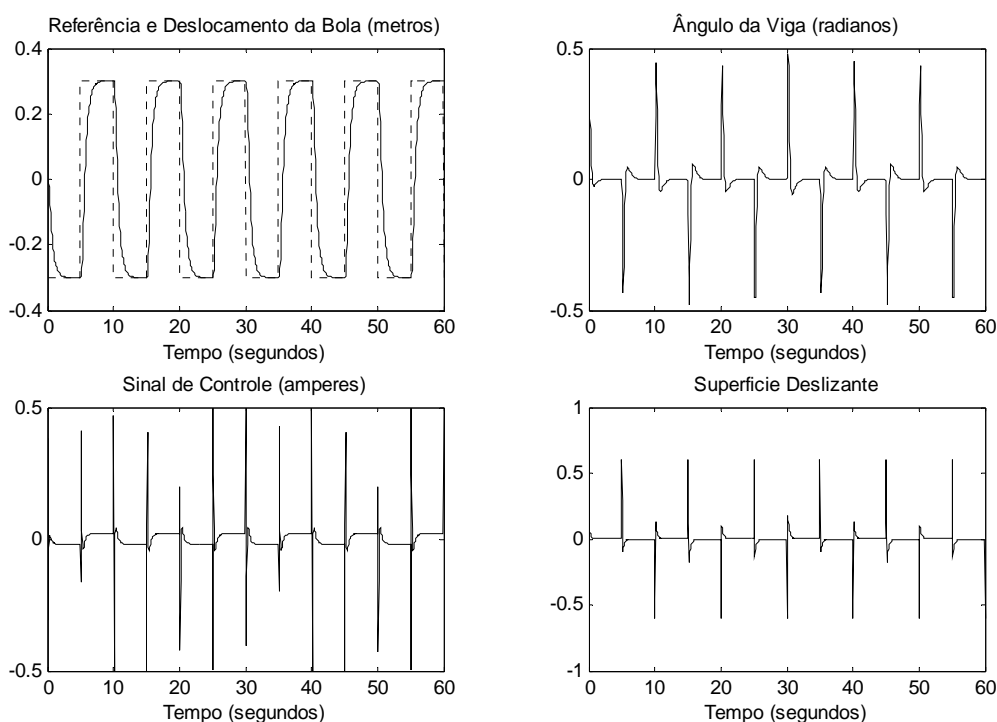 Referência e Deslocamento da Bola (metros)
0.4
0.2
0
-0.2
-0.4
0 10 20 30 40 50 60
Tempo (segundos)
Ângulo da Viga (radianos)
0.5
0
-0.5
0 10 20 30 40 50 60
Tempo (segundos)
Sinal de Controle (amperes)
0.5
0
-0.5
0 10 20 30 40 50 60
Tempo (segundos)
Superficie Deslizante
1
0.5
0
-0.5
-1
0 10 20 30 40 50 60
Tempo (segundos)